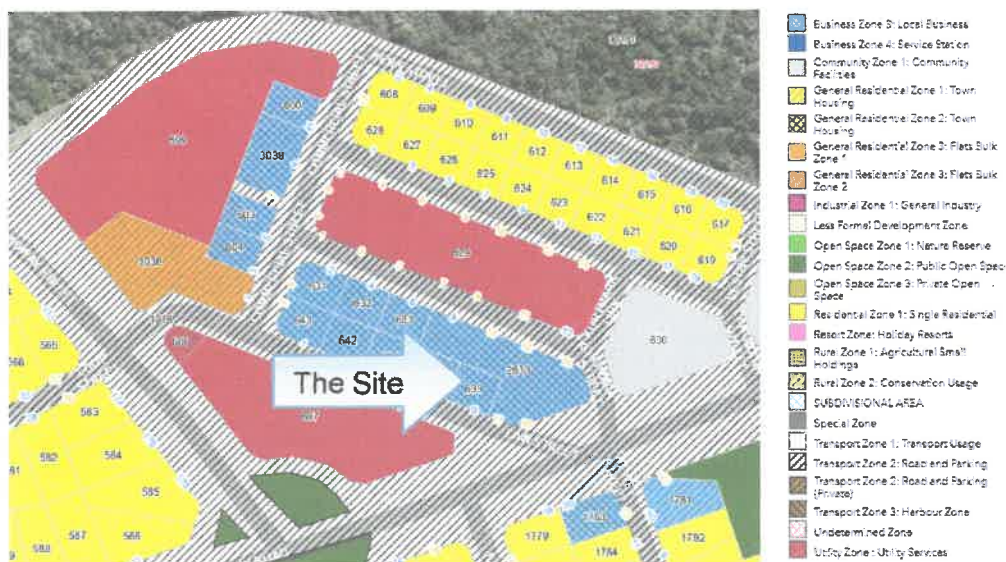 608
609
610
611
612
613
614
615
616
617
628
627
626
625
624
623
622
621
620
619
3038
642
The Site
630
565
566
563
582
584
585
587
586
588
1779
1784
1781
1782
Business Zone 3: Local Business
Business Zone 4: Service Station
Community Zone 1: Community
Facilities
General Residential Zone 1: Town
Housing
General Residential Zone 2: Town
Housing
General Residential Zone 3: Flats Bulk
Zone 1
General Residential Zone 3: Flats Bulk
Zone 2
Industrial Zone 1: General Industry
Less Formal Development Zone
Open Space Zone 1: Nature Reserve
Open Space Zone 2: Public Open Space
Open Space Zone 3: Private Open
Space
Residential Zone 1: Single Residential
Resort Zone: Holiday Resorts
Rural Zone 1: Agricultural Small
Holdings
Rural Zone 2: Conservation Usage
SUBDIVISIONAL AREA
Special Zone
Transport Zone 1: Transport Usage
Transport Zone 2: Road and Parking
Transport Zone 2: Road and Parking
(Private)
Transport Zone 3: Harbour Zone
Undetermined Zone
Utility Zone : Utility Services